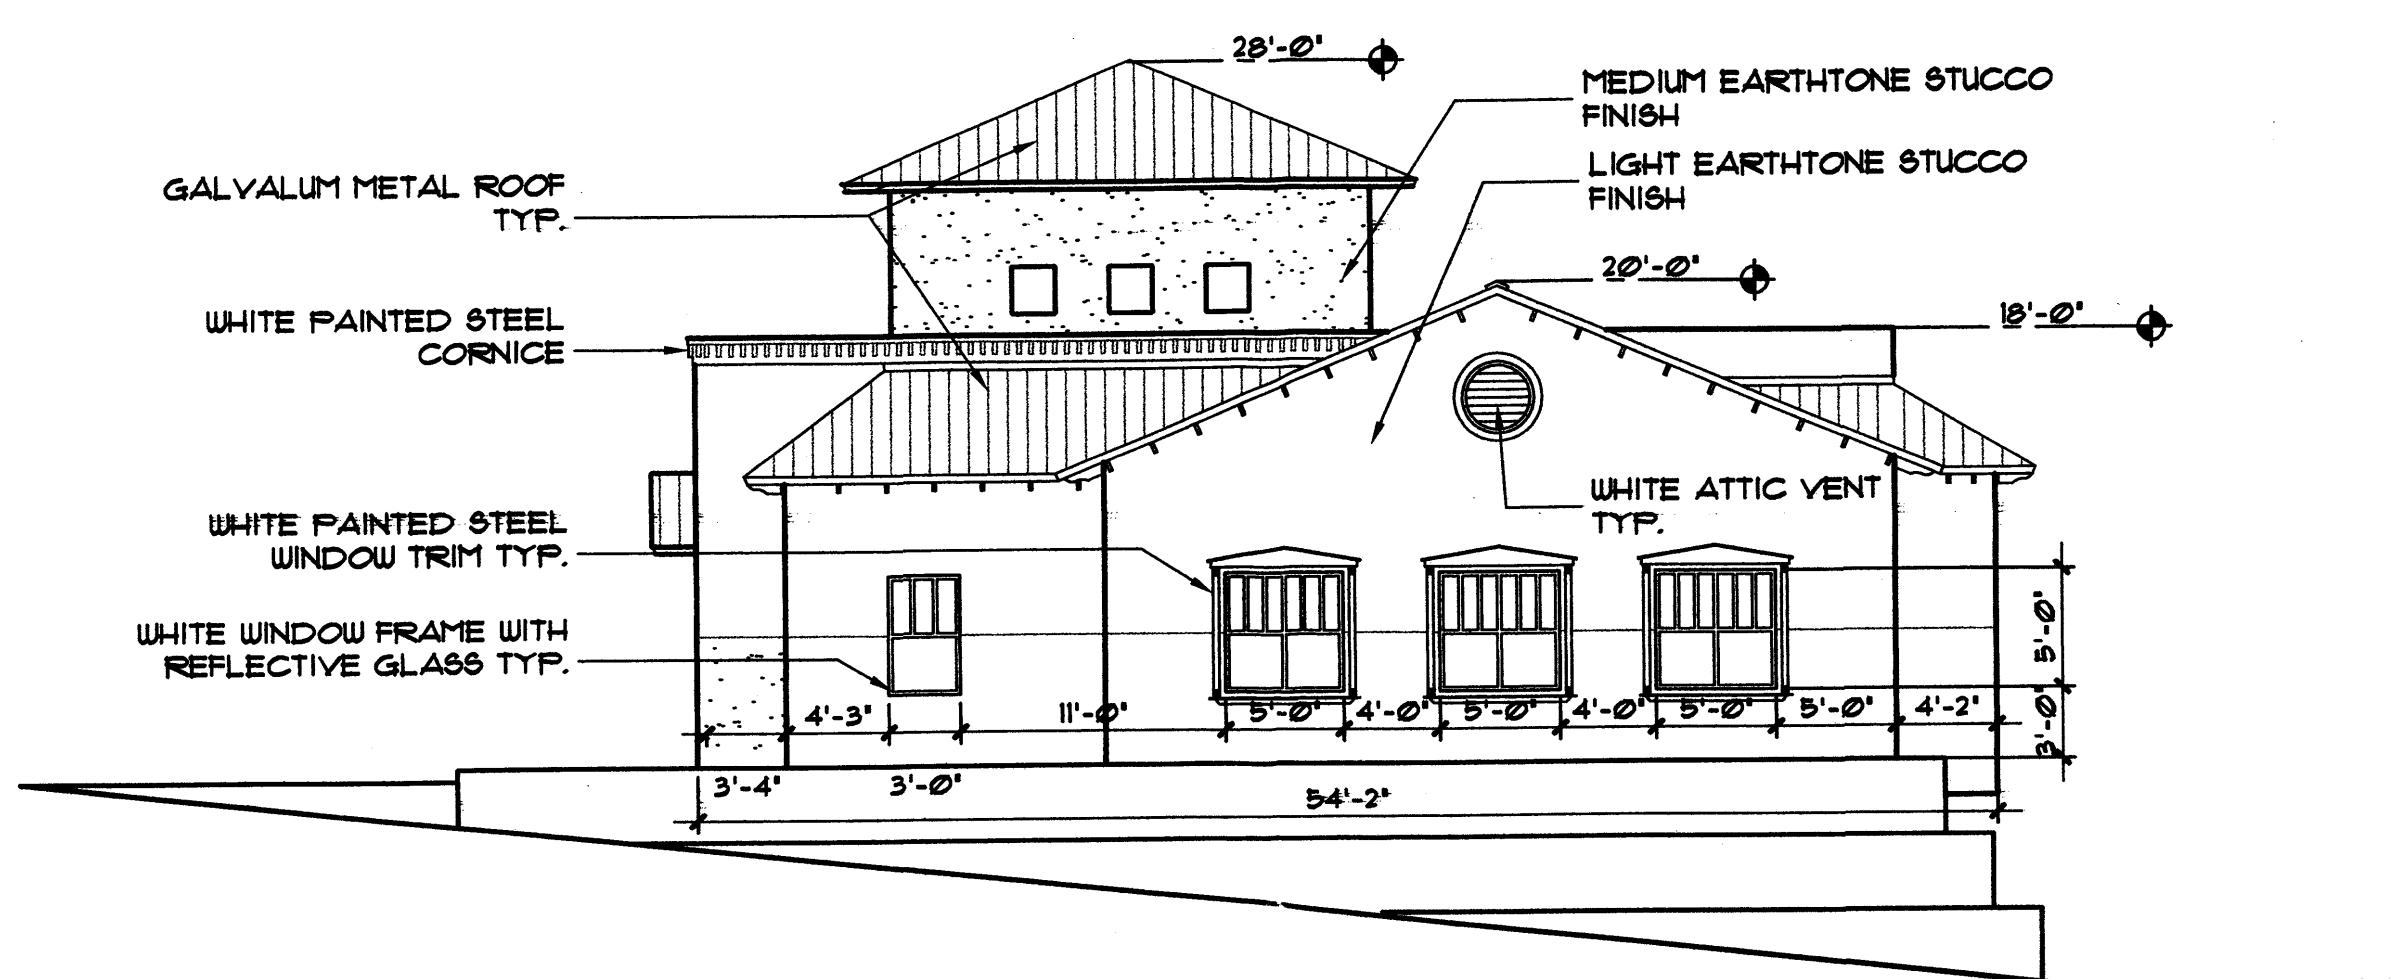 28'-0"
MEDIUM EARTHTONE STUCCO
FINISH
LIGHT EARTHTONE STUCCO
FINISH
GALVALUM METAL ROOF
TYP.
20'-0"
18'-0"
WHITE PAINTED STEEL
CORNICE
WHITE ATTIC VENT
TYP.
WHITE PAINTED STEEL
WINDOW TRIM TYP.
WHITE WINDOW FRAME WITH
REFLECTIVE GLASS TYP.
5'-0"
3'-0"
4'-3"
11'-0"
5'-0"
4'-0"
5'-0"
4'-0"
5'-0"
5'-0"
4'-2"
3'-4"
3'-0"
54'-2"